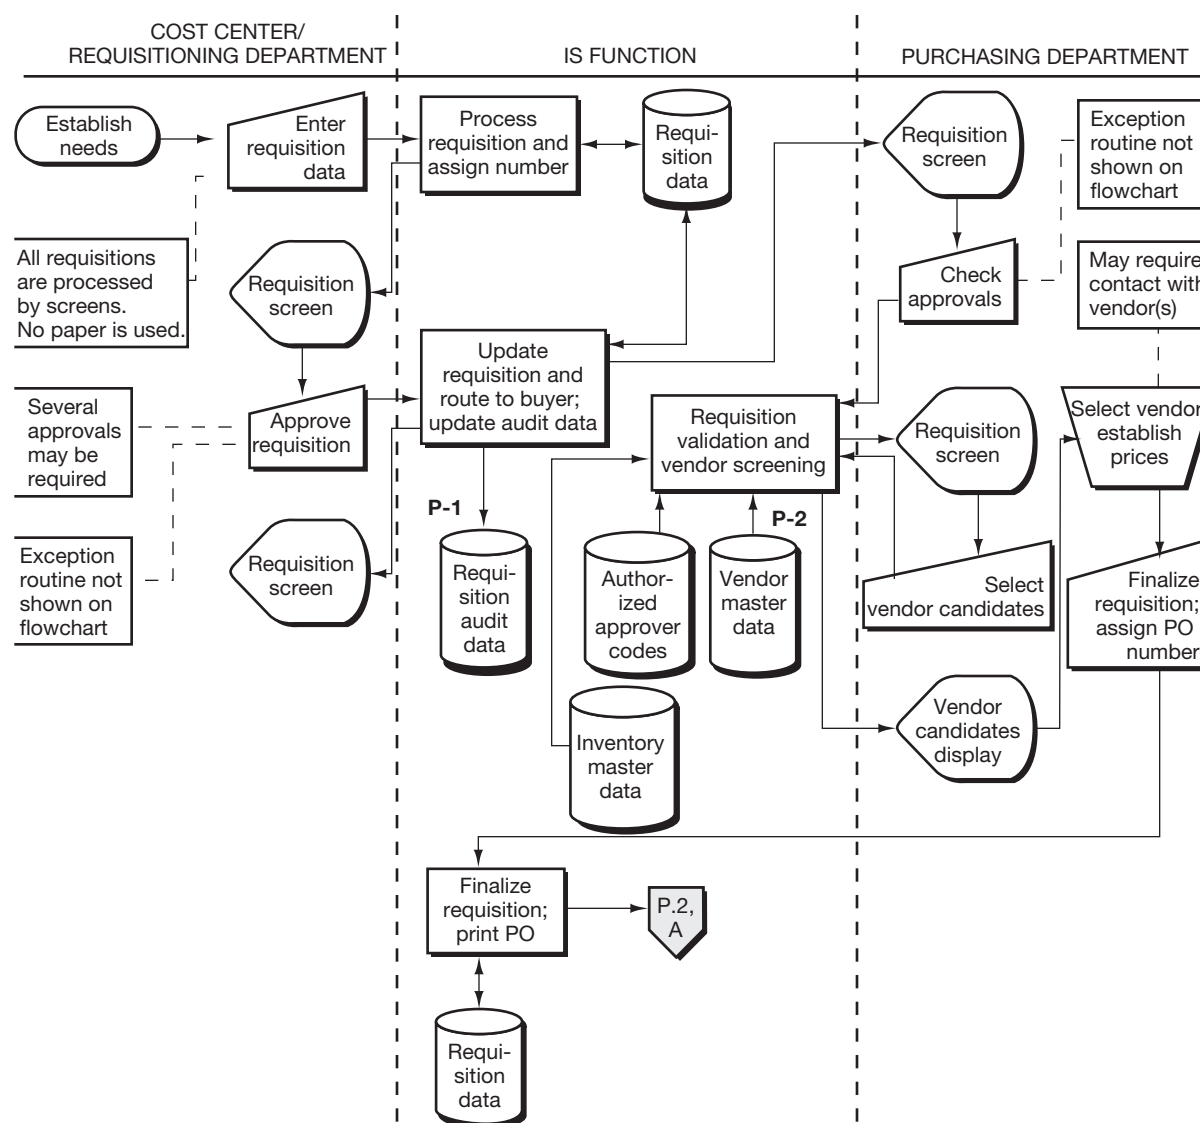 COST CENTER/
REQUISITIONING DEPARTMENT
IS FUNCTION
PURCHASING DEPARTMENT
Establish
needs
Enter
requisition
data
Process
requisition and
assign number
Requi-
sition
data
Requisition
screen
Exception
routine not
shown on
flowchart
All requisitions
are processed
by screens.
No paper is used.
Requisition
screen
Check
approvals
May require
contact with
vendor(s)
Update
requisition and
route to buyer;
update audit data
Several
approvals
may be
required
Approve
requisition
Requisition
validation and
vendor screening
Requisition
screen
Select vendor
establish
prices
P-1
P-2
Exception
routine not
shown on
flowchart
Requisition
screen
Requi-
sition
audit
data
Author-
ized
approver
codes
Vendor
master
data
Select
vendor candidates
Finalize
requisition;
assign PO
number
Inventory
master
data
Vendor
candidates
display
Finalize
requisition;
print PO
P.2,
A
Requi-
sition
data